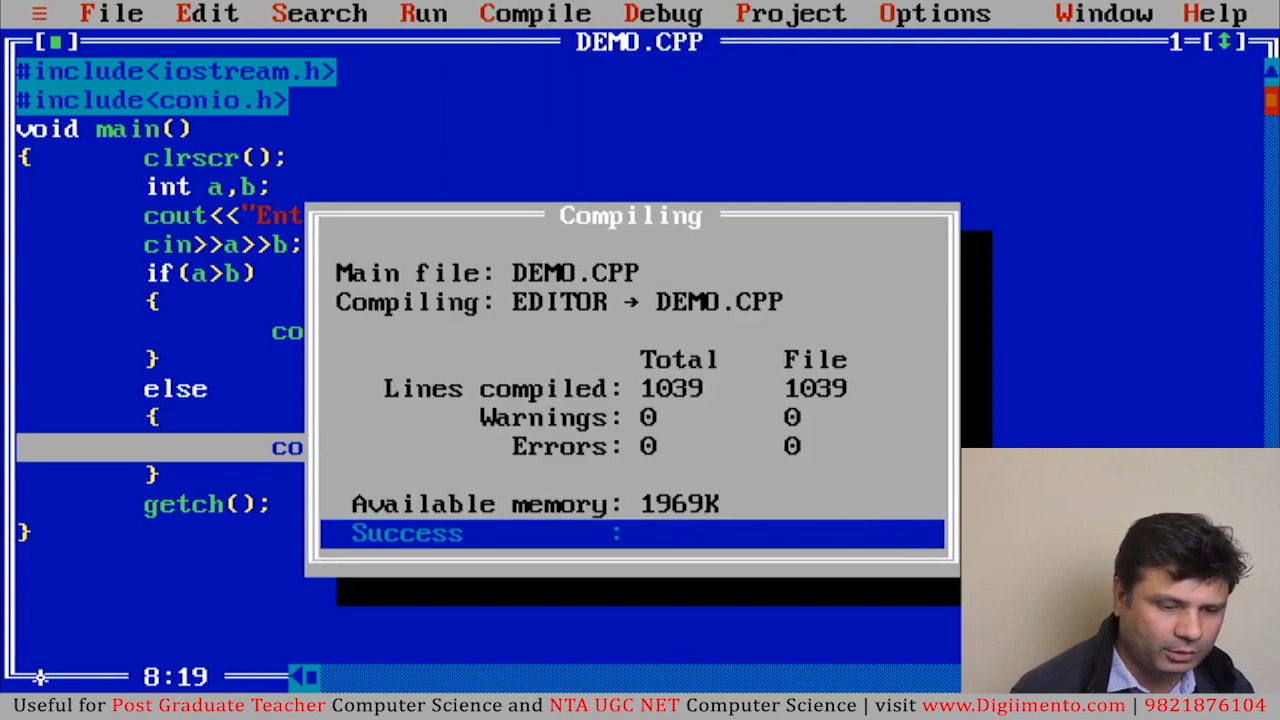 ≡ File Edit Search Run Compile Debug Project Options Window Help
[■] DEMO.CPP 1=[↕]
#include<iostream.h>
#include<conio.h>
void main()
{ clrscr();
int a,b;
cout<<"Ent
cin>>a>>b;
if(a>b)
{
co
}
else
{
co
}
getch();
}
Compiling
Main file: DEMO.CPP
Compiling: EDITOR → DEMO.CPP
Total File
Lines compiled: 1039 1039
Warnings: 0 0
Errors: 0 0
Available memory: 1969K
Success :
8:19
Useful for Post Graduate Teacher Computer Science and NTA UGC NET Computer Science | visit www.Digiimento.com | 9821876104